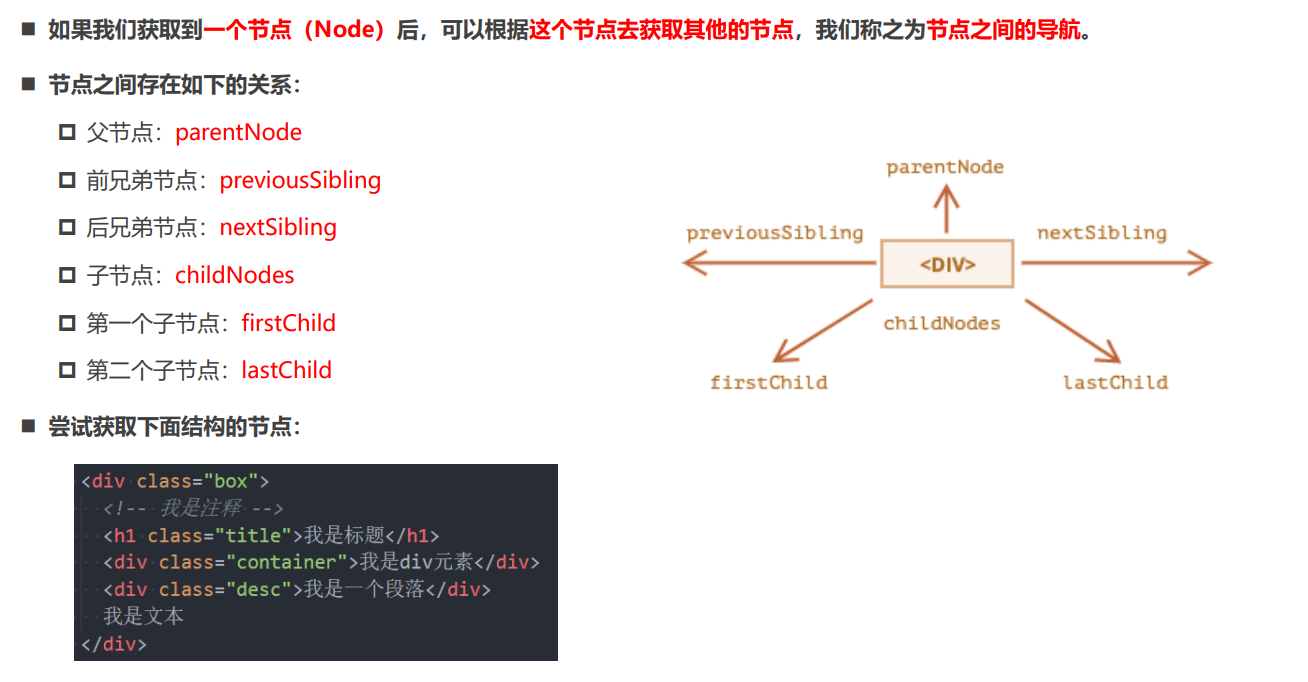 如果我们获取到一个节点（Node）后，可以根据这个节点去获取其他的节点，我们称之为节点之间的导航。
节点之间存在如下的关系：
父节点：parentNode
前兄弟节点：previousSibling
后兄弟节点：nextSibling
子节点：childNodes
第一个子节点：firstChild
第二个子节点：lastChild
parentNode
previousSibling
nextSibling
<DIV>
childNodes
firstChild
lastChild
尝试获取下面结构的节点：
<div class="box">
<!-- 我是注释 -->
<h1 class="title">我是标题</h1>
<div class="container">我是div元素</div>
<div class="desc">我是一个段落</div>
我是文本
</div>